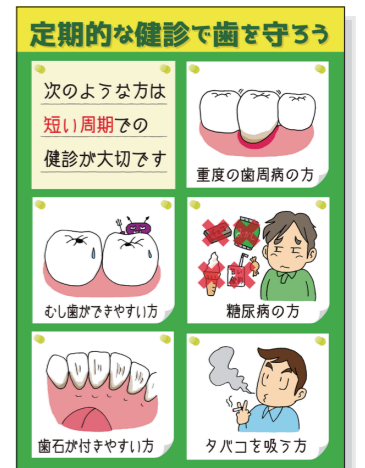 定期的な健診で歯を守ろう
次のような方は
短い周期での
健診が大切です
重度の歯周病の方
むし歯ができやすい方
糖尿病の方
歯石が付きやすい方
タバコを吸う方